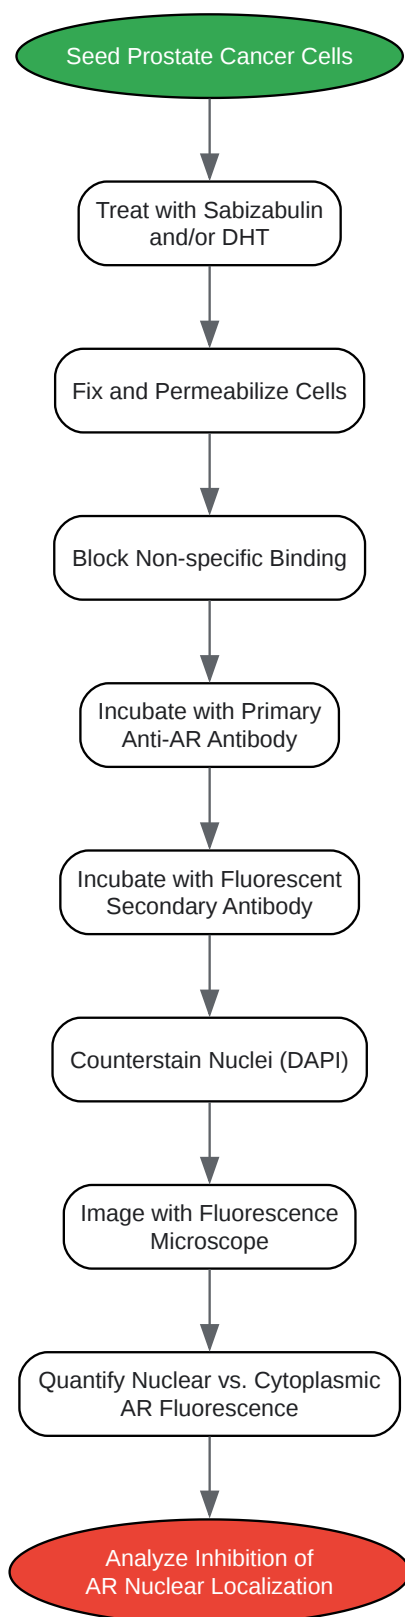 Seed Prostate Cancer Cells
Treat with Sabizabulin
and/or DHT
Fix and Permeabilize Cells
Block Non-specific Binding
Incubate with Primary
Anti-AR Antibody
Incubate with Fluorescent
Secondary Antibody
Counterstain Nuclei (DAPI)
Image with Fluorescence
Microscope
Quantify Nuclear vs. Cytoplasmic
AR Fluorescence
Analyze Inhibition of
AR Nuclear Localization